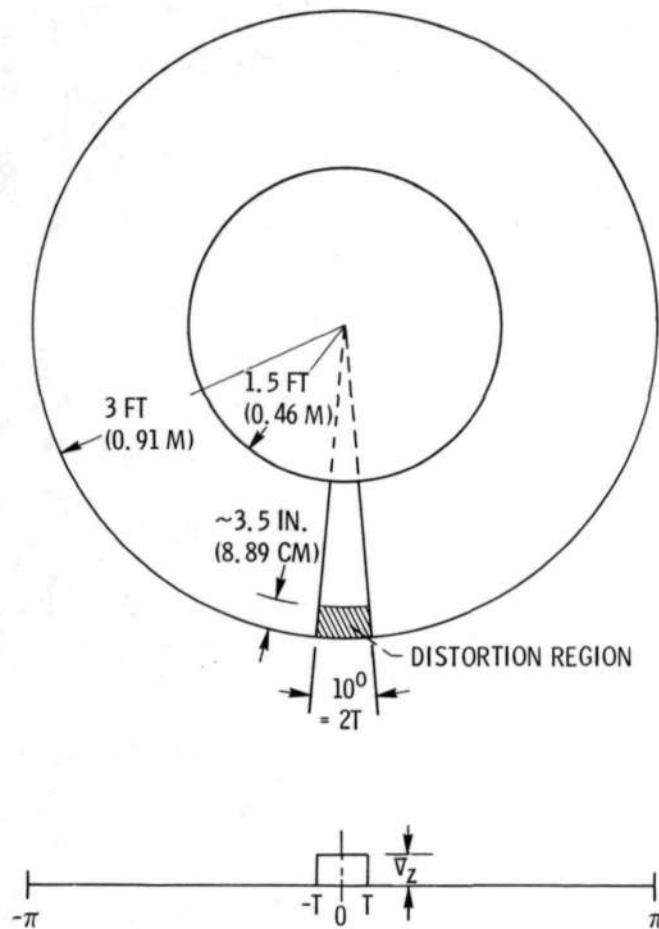 1.5 FT
(0.46 M)
3 FT
(0.91 M)
~3.5 IN.
(8.89 CM)
DISTORTION REGION
10⁰
= 2T
V̅z
-π
-T
0
T
π